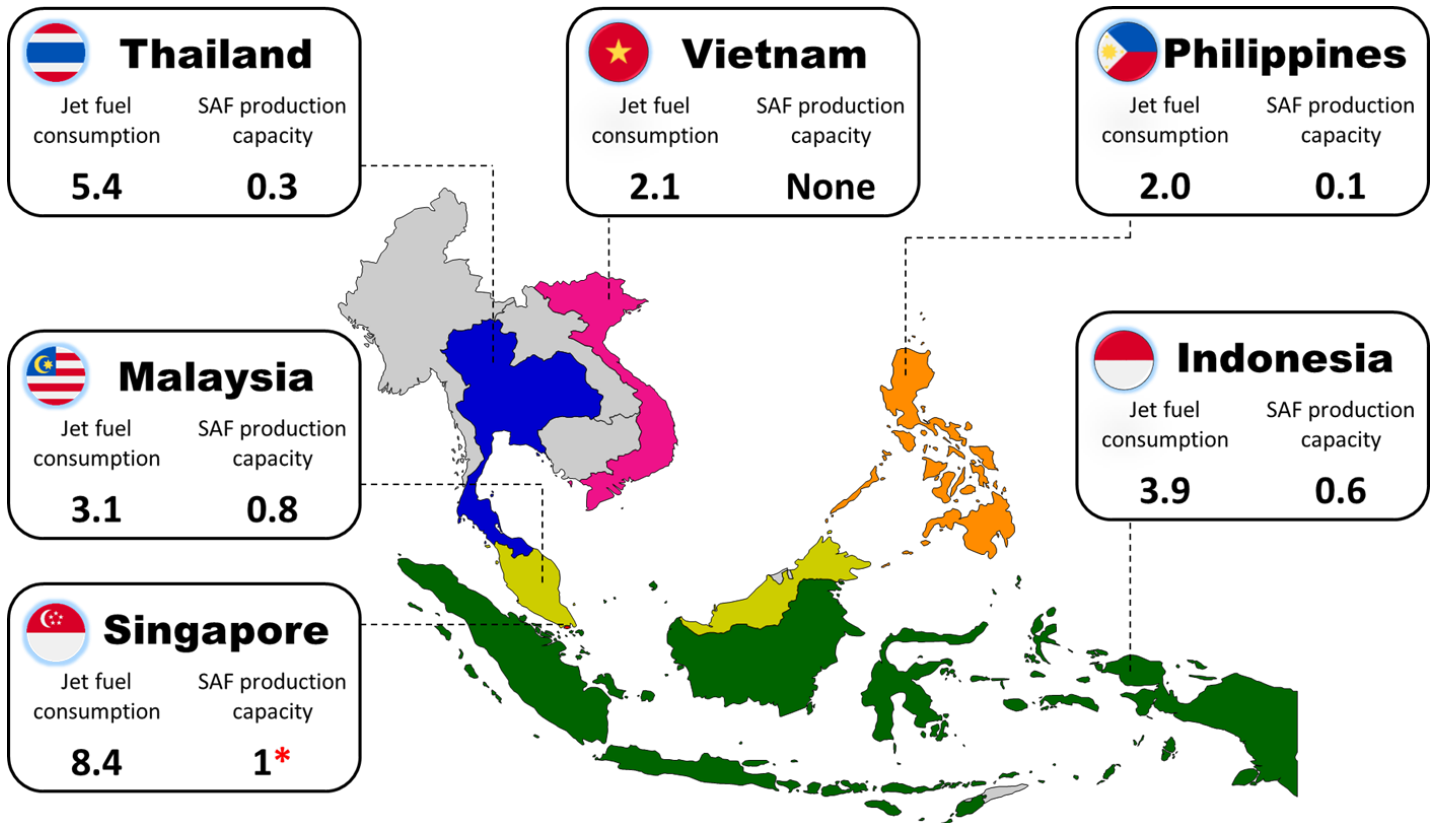 Thailand
Jet fuel consumption
SAF production capacity
5.4
0.3
Vietnam
Jet fuel consumption
SAF production capacity
2.1
None
Philippines
Jet fuel consumption
SAF production capacity
2.0
0.1
Malaysia
Jet fuel consumption
SAF production capacity
3.1
0.8
Indonesia
Jet fuel consumption
SAF production capacity
3.9
0.6
Singapore
Jet fuel consumption
SAF production capacity
8.4
1*